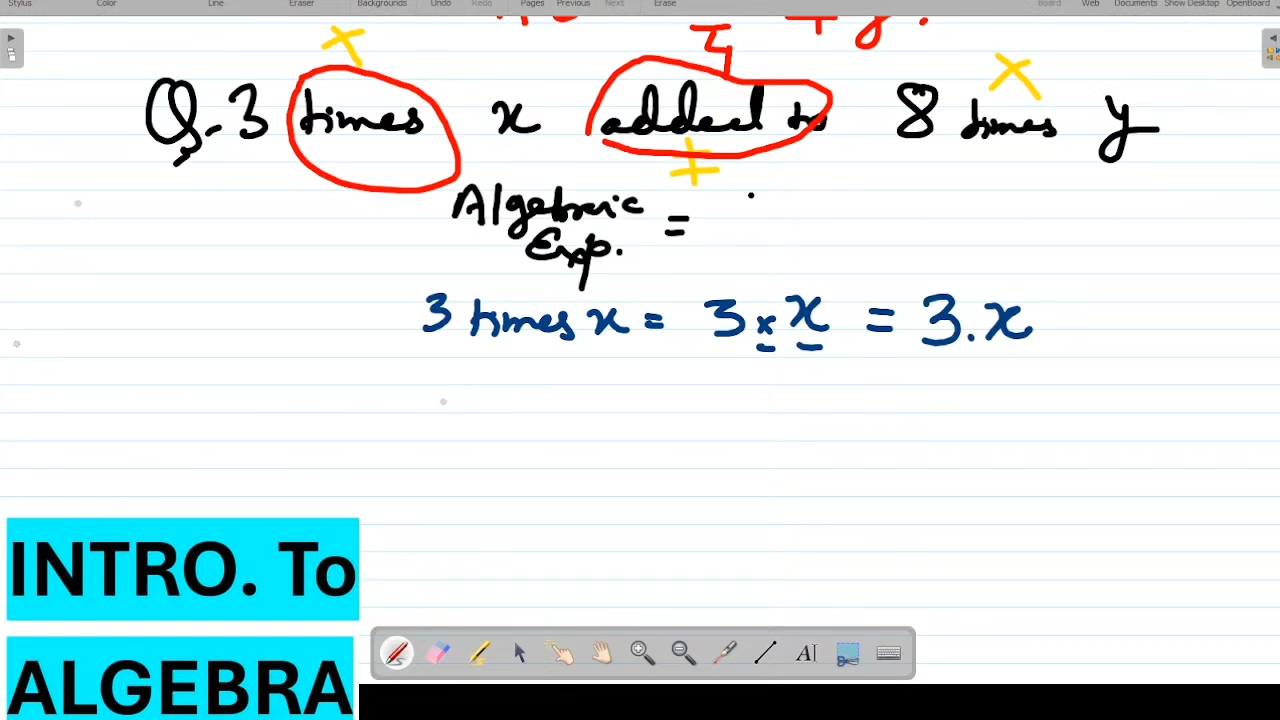 Stylus Color Line Eraser Backgrounds Undo Redo Pages Previous Next Erase Board Web Documents Show Desktop OpenBoard
y.
×
+
×
Q. 3 times x added to 8 times y
+
Algebraic Exp. =
3 times x = 3 × x = 3.x
INTRO. To
ALGEBRA
AI